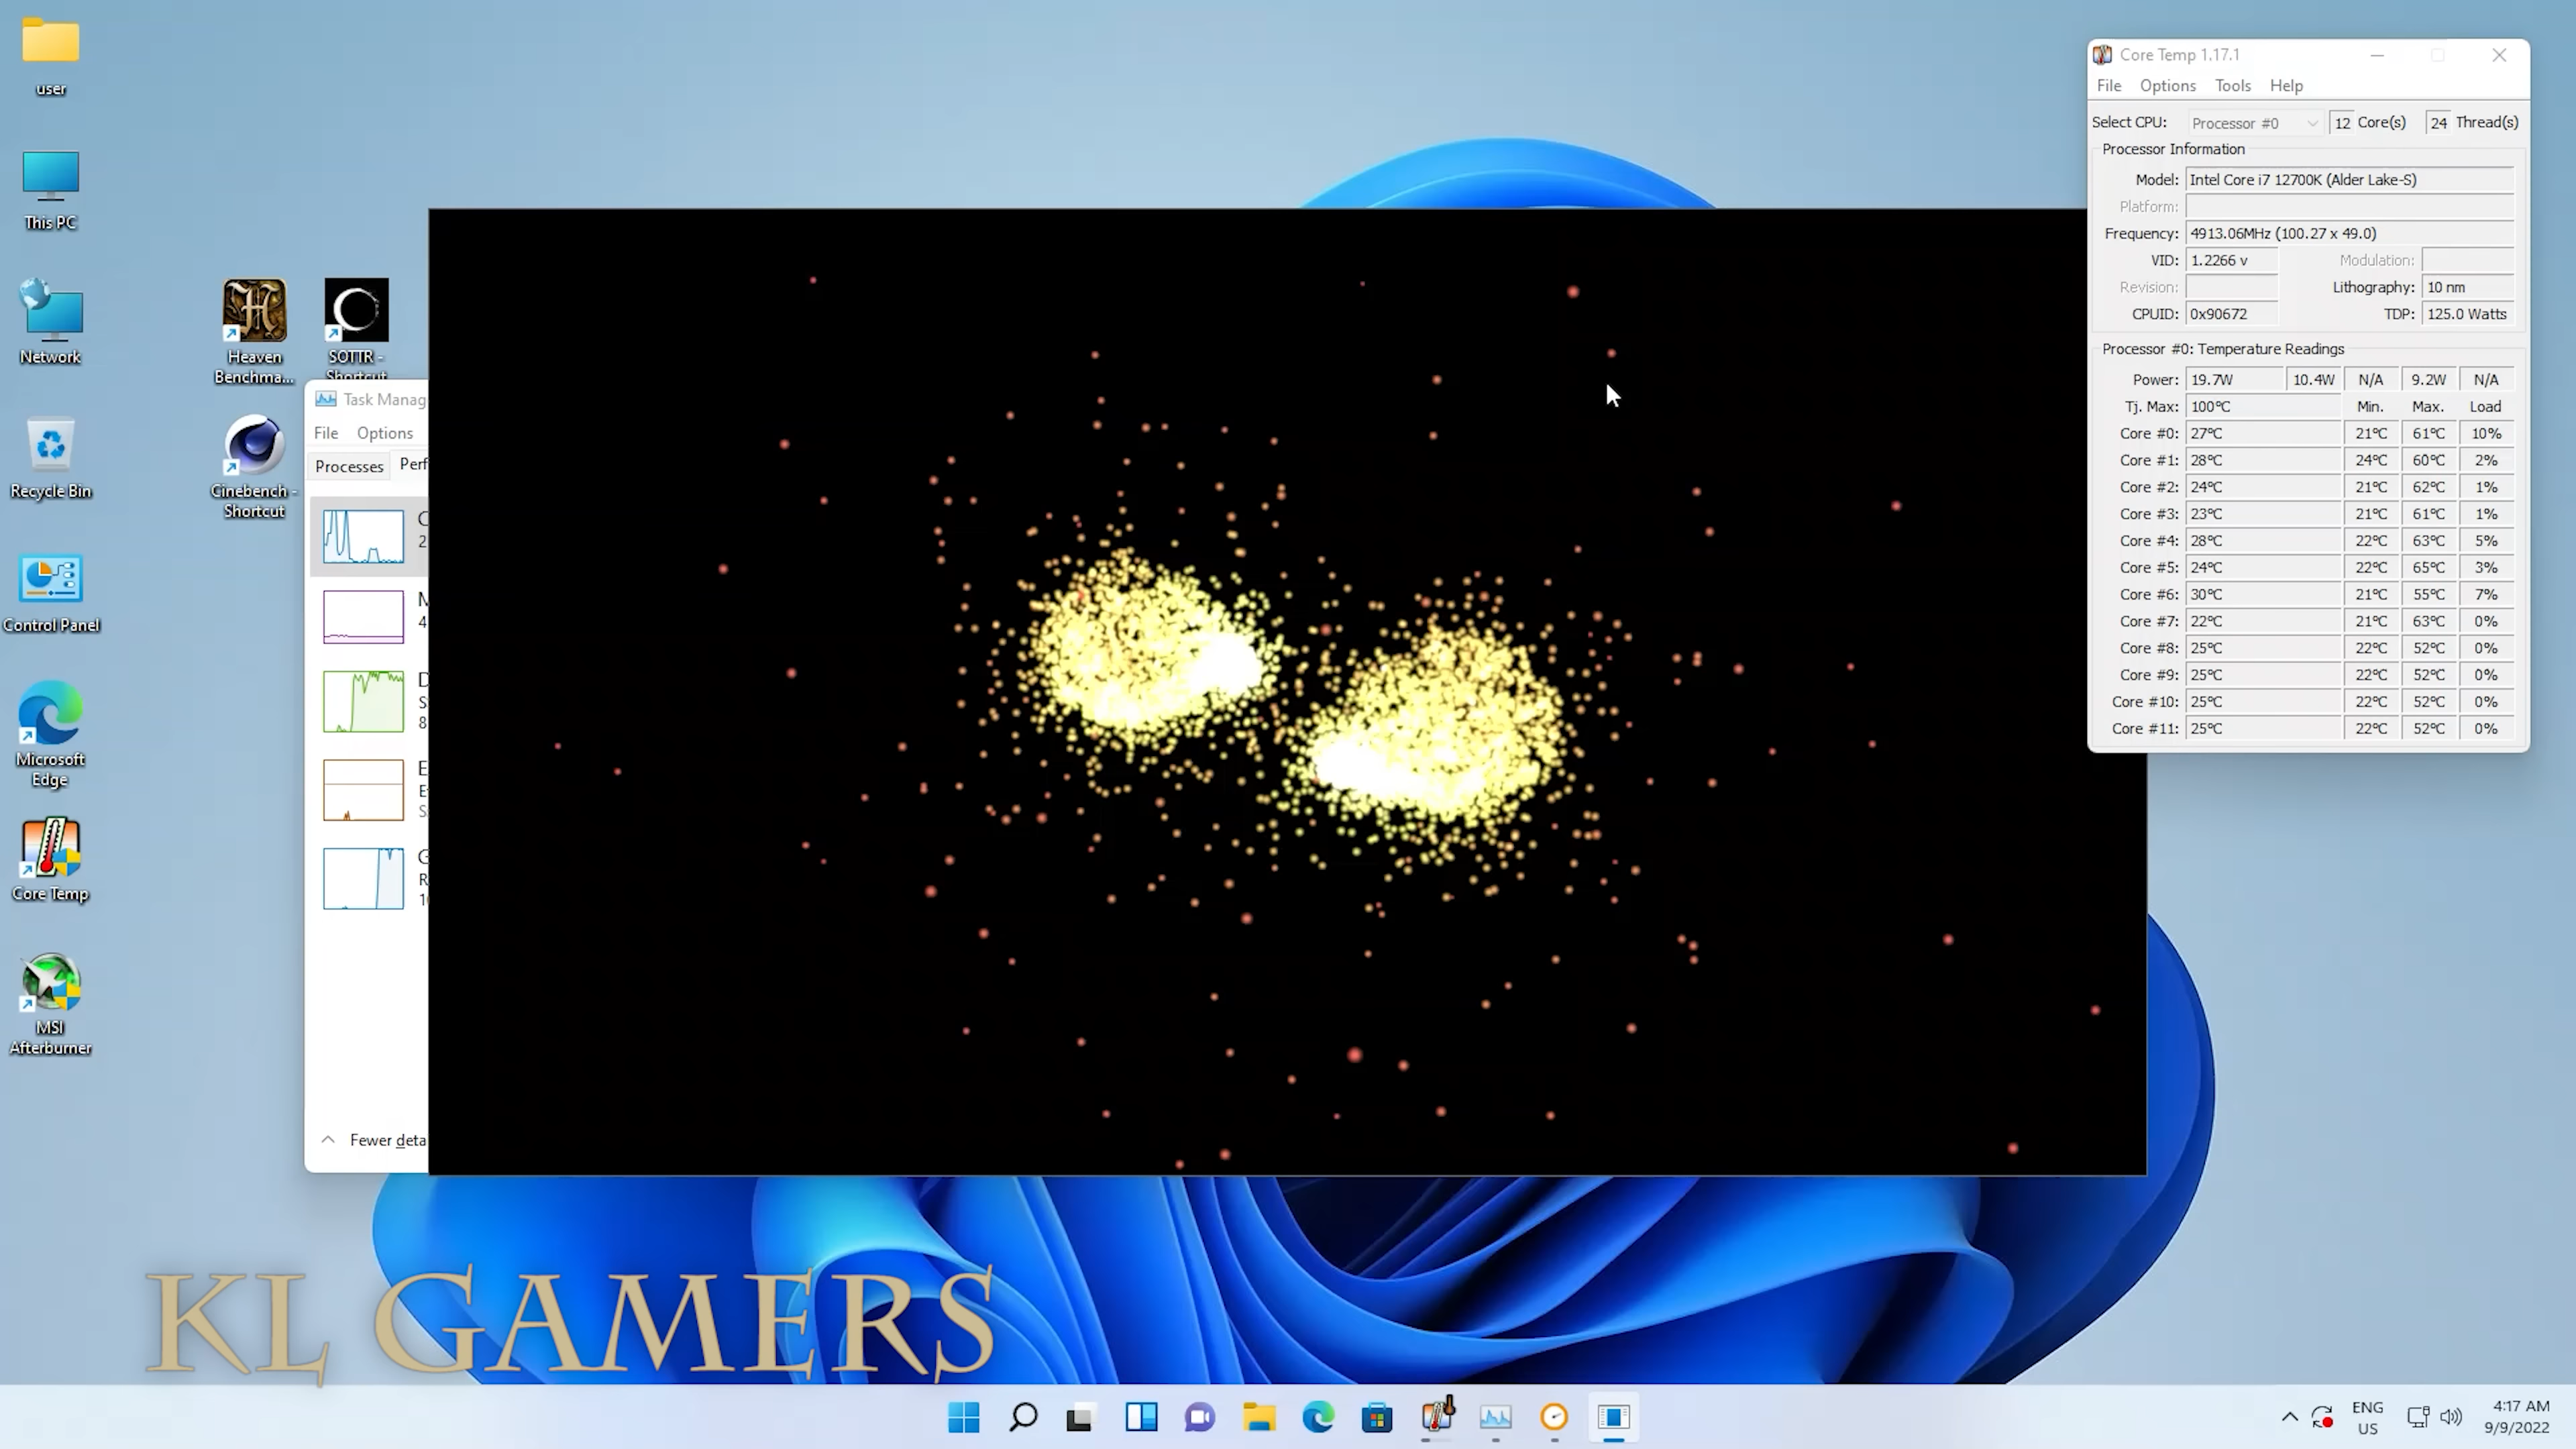 user
This PC
Network
Recycle Bin
Control Panel
Microsoft
Edge
Core Temp
MSI
Afterburner
Heaven
Benchma...
SOTTR -
Shortcut
Cinebench -
Shortcut
Task Manag
File Options
Processes Perf
Fewer deta
Core Temp 1.17.1
File Options Tools Help
Select CPU: Processor #0 12 Core(s) 24 Thread(s)
Processor Information
Model: Intel Core i7 12700K (Alder Lake-S)
Platform:
Frequency: 4913.06MHz (100.27 x 49.0)
VID: 1.2266 v Modulation:
Revision: Lithography: 10 nm
CPUID: 0x90672 TDP: 125.0 Watts
Processor #0: Temperature Readings
Power: 19.7W 10.4W N/A 9.2W N/A
Tj. Max: 100°C Min. Max. Load
Core #0: 27°C 21°C 61°C 10%
Core #1: 28°C 24°C 60°C 2%
Core #2: 24°C 21°C 62°C 1%
Core #3: 23°C 21°C 61°C 1%
Core #4: 28°C 22°C 63°C 5%
Core #5: 24°C 22°C 65°C 3%
Core #6: 30°C 21°C 55°C 7%
Core #7: 22°C 21°C 63°C 0%
Core #8: 25°C 22°C 52°C 0%
Core #9: 25°C 22°C 52°C 0%
Core #10: 25°C 22°C 52°C 0%
Core #11: 25°C 22°C 52°C 0%
KL GAMERS
ENG
US
4:17 AM
9/9/2022